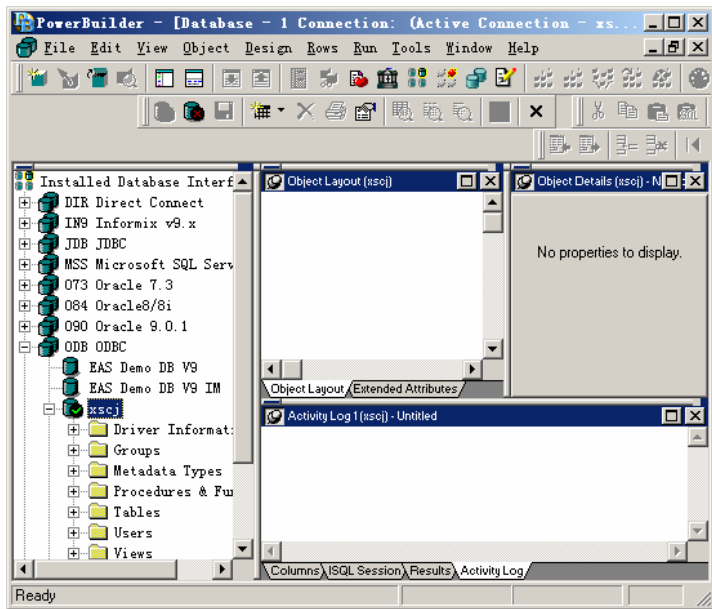 PowerBuilder - [Database - 1 Connection: (Active Connection - xs...
File Edit View Object Design Rows Run Tools Window Help
Installed Database Interf
DIR Direct Connect
IN9 Informix v9.x
JDB JDBC
MSS Microsoft SQL Serv
O73 Oracle 7.3
O84 Oracle8/8i
O90 Oracle 9.0.1
ODB ODBC
EAS Demo DB V9
EAS Demo DB V9 IM
xscj
Driver Informat
Groups
Metadata Types
Procedures & Fu
Tables
Users
Views
Object Layout (xscj)
Object Layout Extended Attributes
Object Details (xscj) - N
No properties to display.
Activity Log 1 (xscj) - Untitled
Columns ISQL Session Results Activity Log
Ready